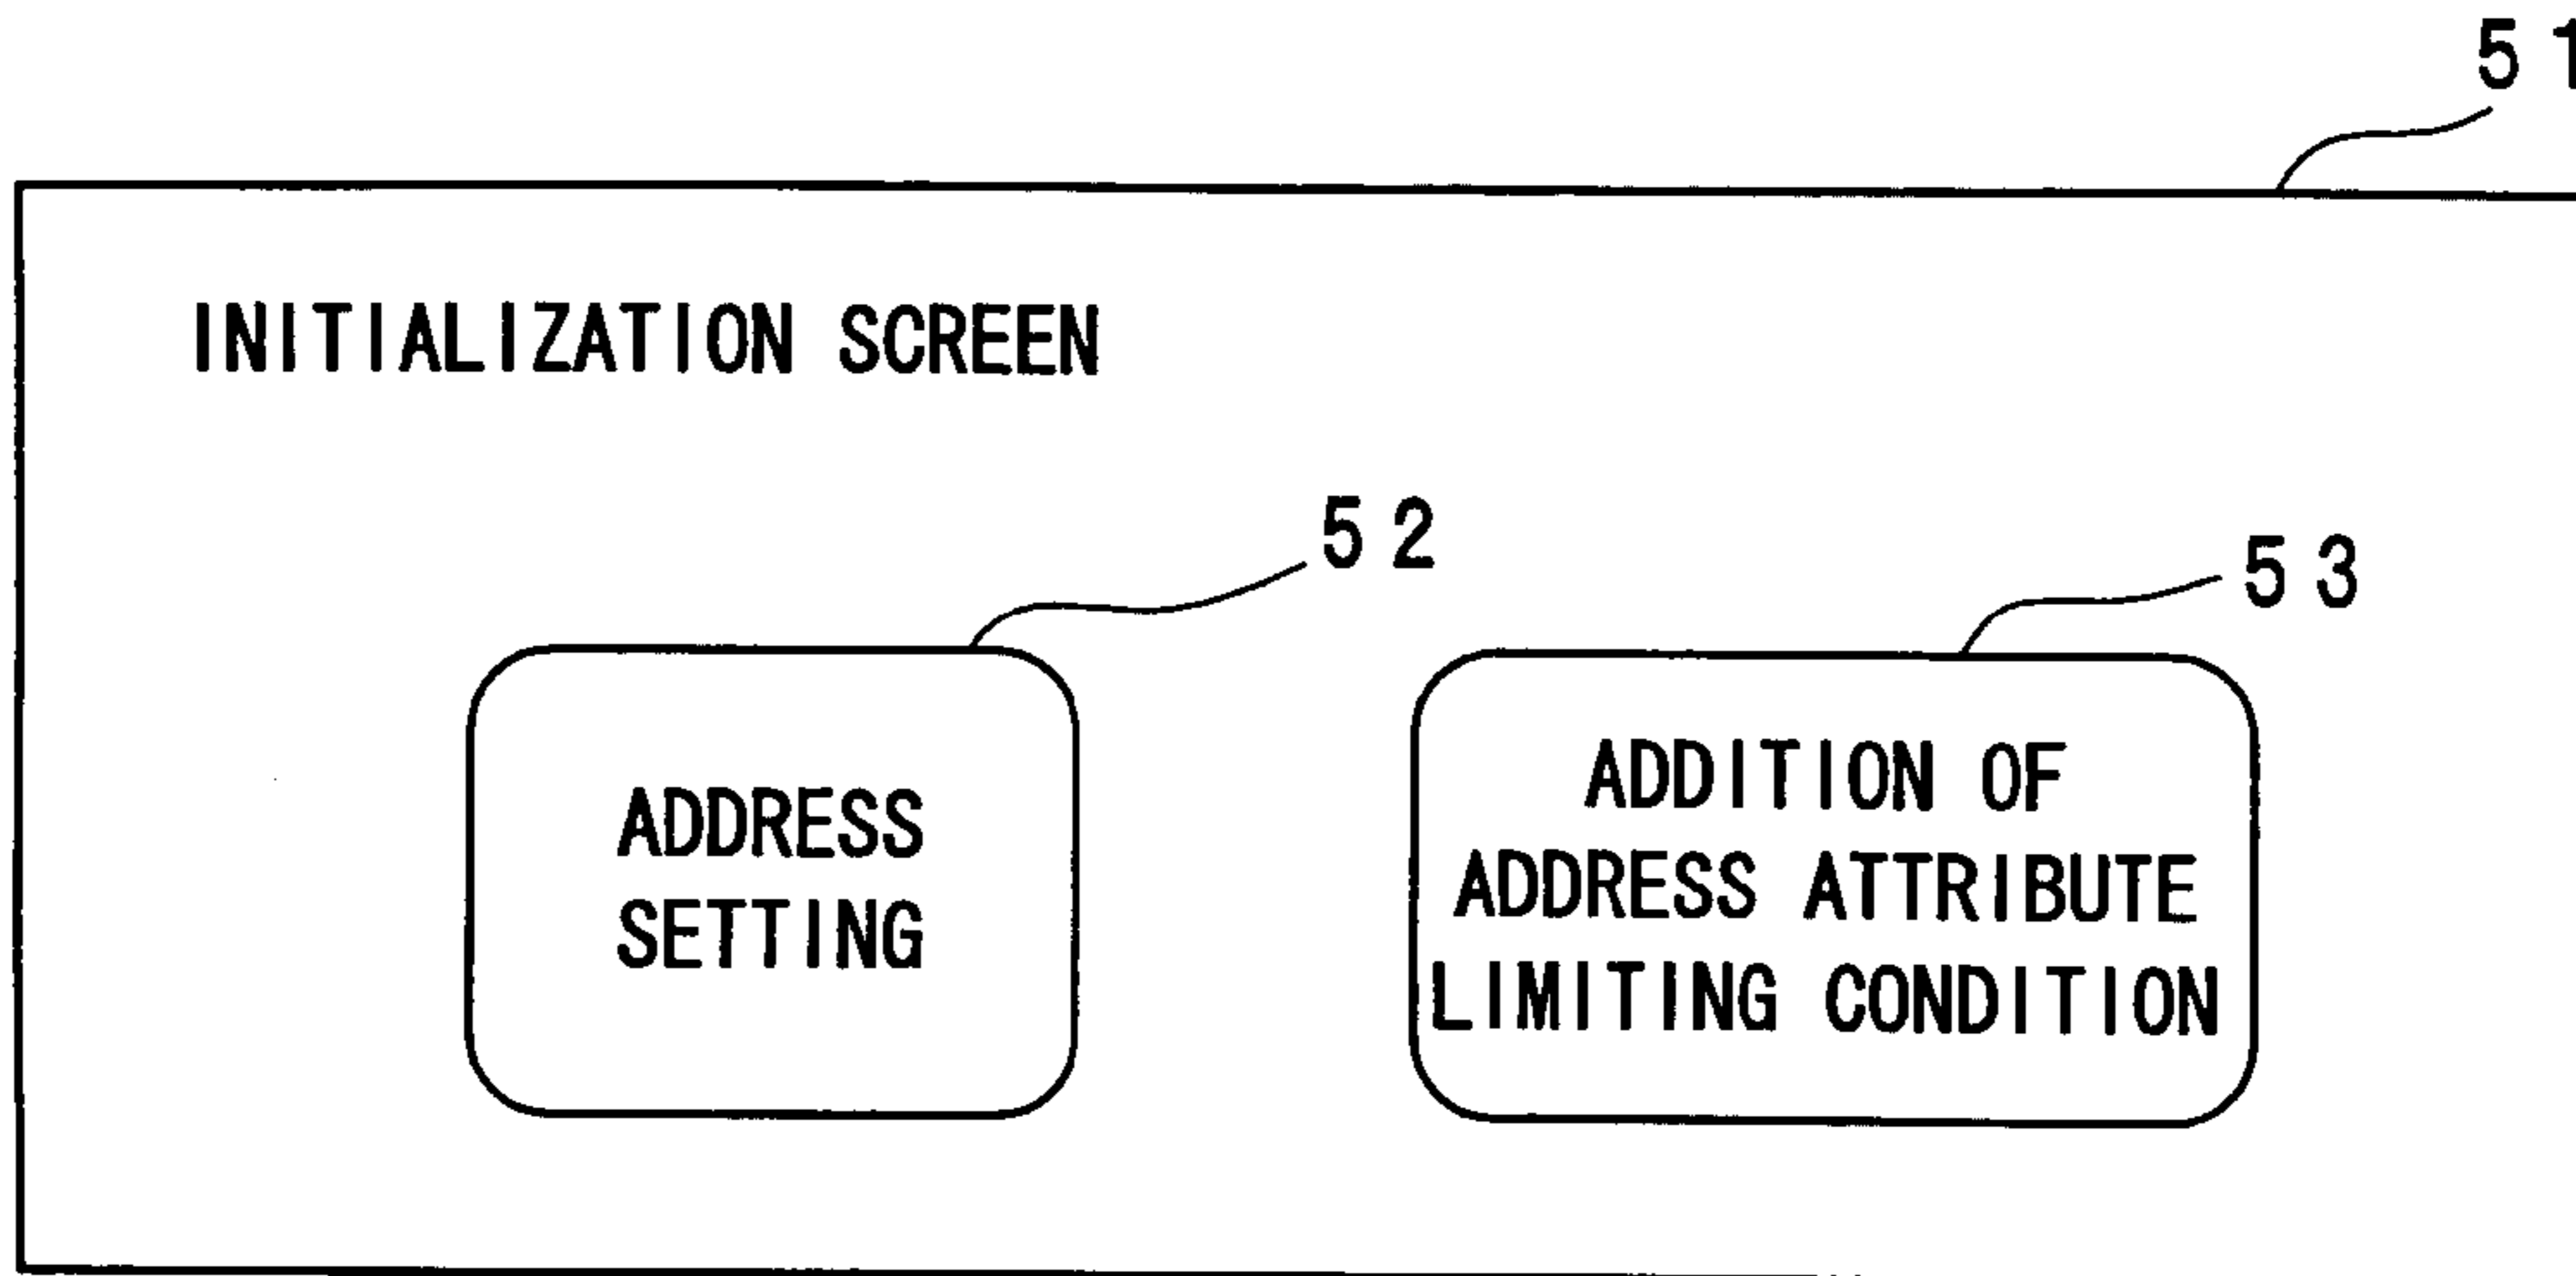 51
INITIALIZATION SCREEN
52
53
ADDRESS
SETTING
ADDITION OF
ADDRESS ATTRIBUTE
LIMITING CONDITION